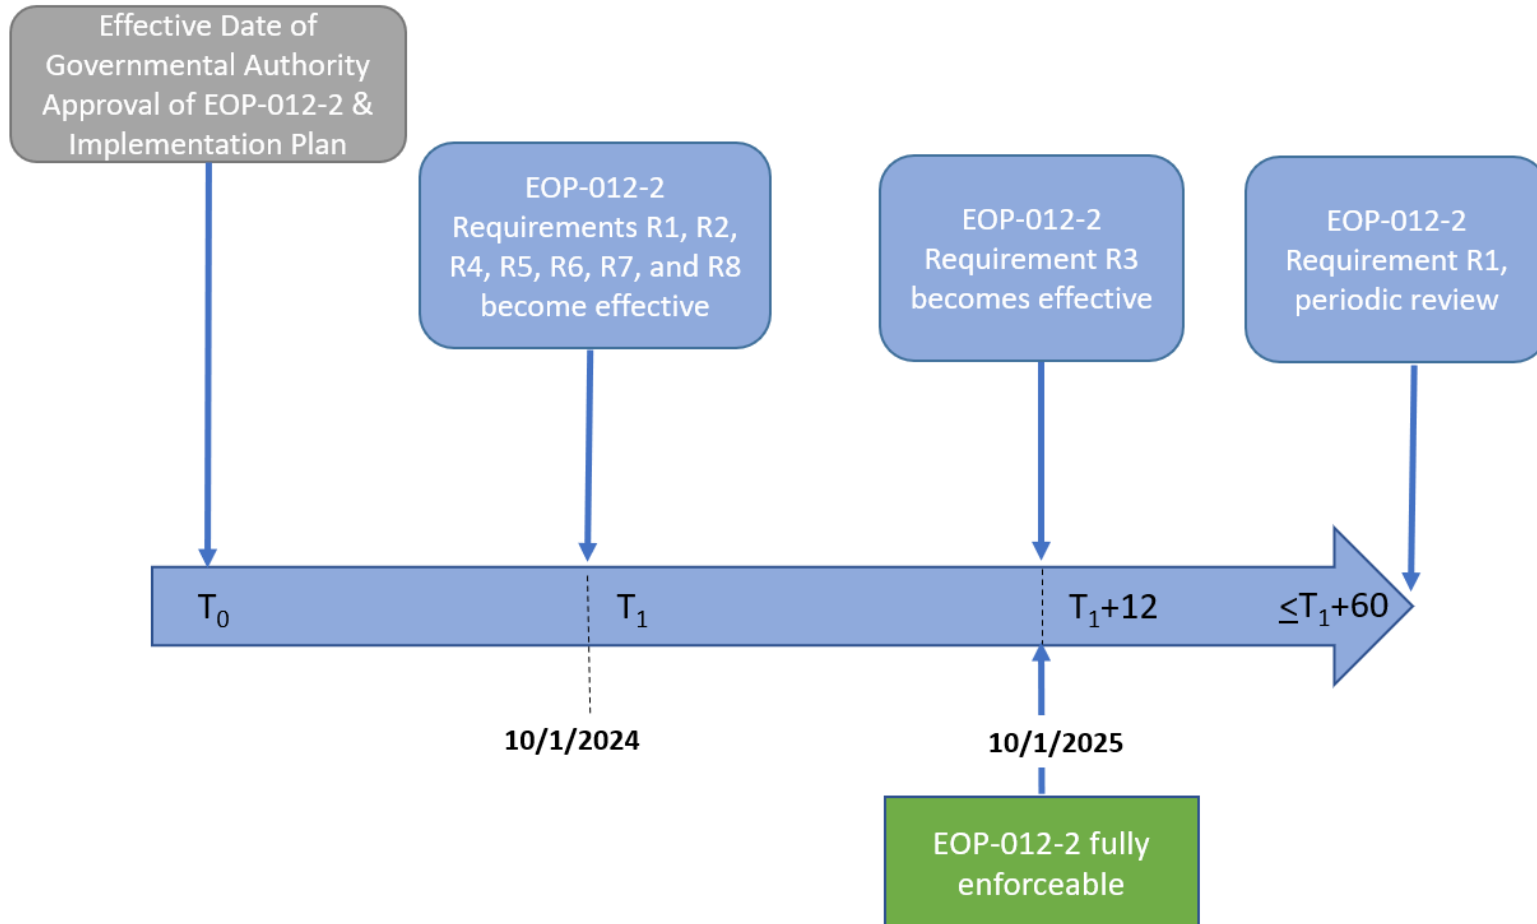 Effective Date of
Governmental Authority
Approval of EOP-012-2 &
Implementation Plan
EOP-012-2
Requirements R1, R2,
R4, R5, R6, R7, and R8
become effective
EOP-012-2
Requirement R3
becomes effective
EOP-012-2
Requirement R1,
periodic review
T₀
T₁
T₁+12
≤T₁+60
10/1/2024
10/1/2025
EOP-012-2 fully
enforceable